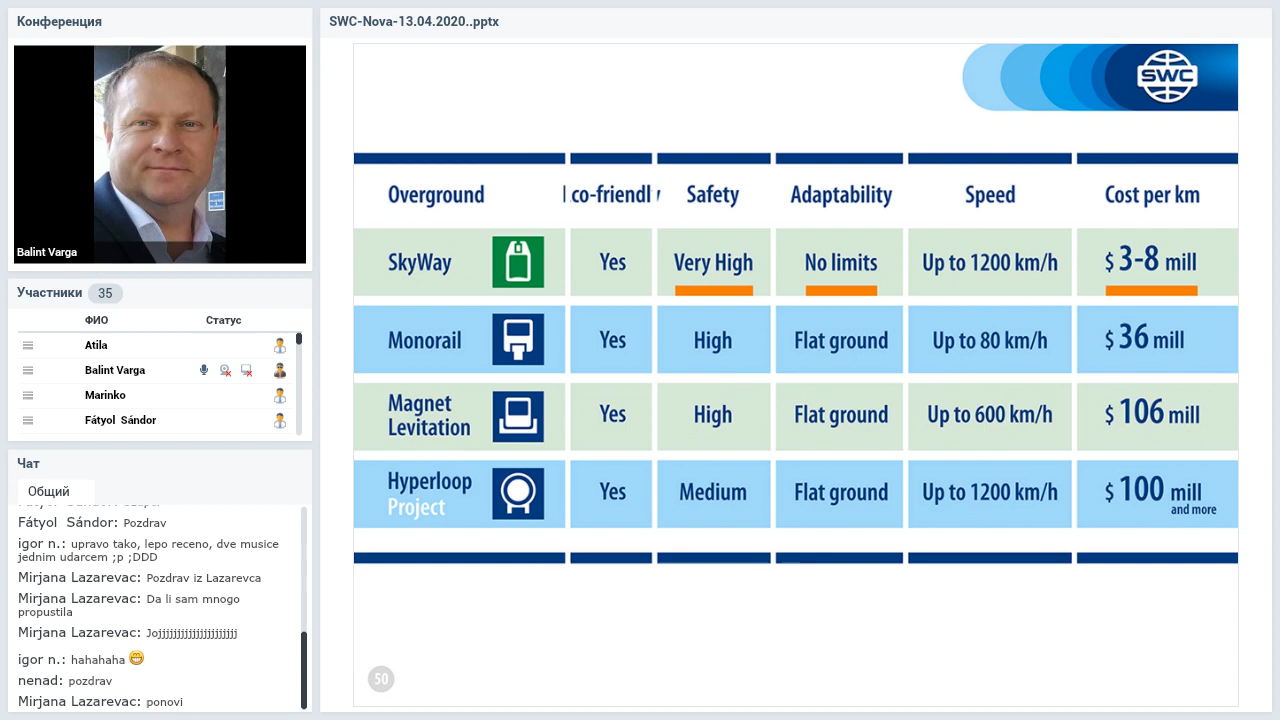 Конференция
Balint Varga
Участники 35
ФИО Статус
Atila
Balint Varga
Marinko
Fátyol Sándor
Чат
Общий
Fátyol Sándor: Pozdrav
igor n.: upravo tako, lepo receno, dve musice
jednim udarcem ;p ;DDD
Mirjana Lazarevac: Pozdrav iz Lazarevca
Mirjana Lazarevac: Da li sam mnogo
propustila
Mirjana Lazarevac: Jojjjjjjjjjjjjjjjjjjjjj
igor n.: hahahaha
nenad: pozdrav
Mirjana Lazarevac: ponovi
SWC-Nova-13.04.2020..pptx
SWC
Overground co-friendly Safety Adaptability Speed Cost per km
SkyWay Yes Very High No limits Up to 1200 km/h $ 3-8 mill
Monorail Yes High Flat ground Up to 80 km/h $ 36 mill
Magnet
Levitation Yes High Flat ground Up to 600 km/h $ 106 mill
Hyperloop
Project Yes Medium Flat ground Up to 1200 km/h $ 100 mill
and more
50